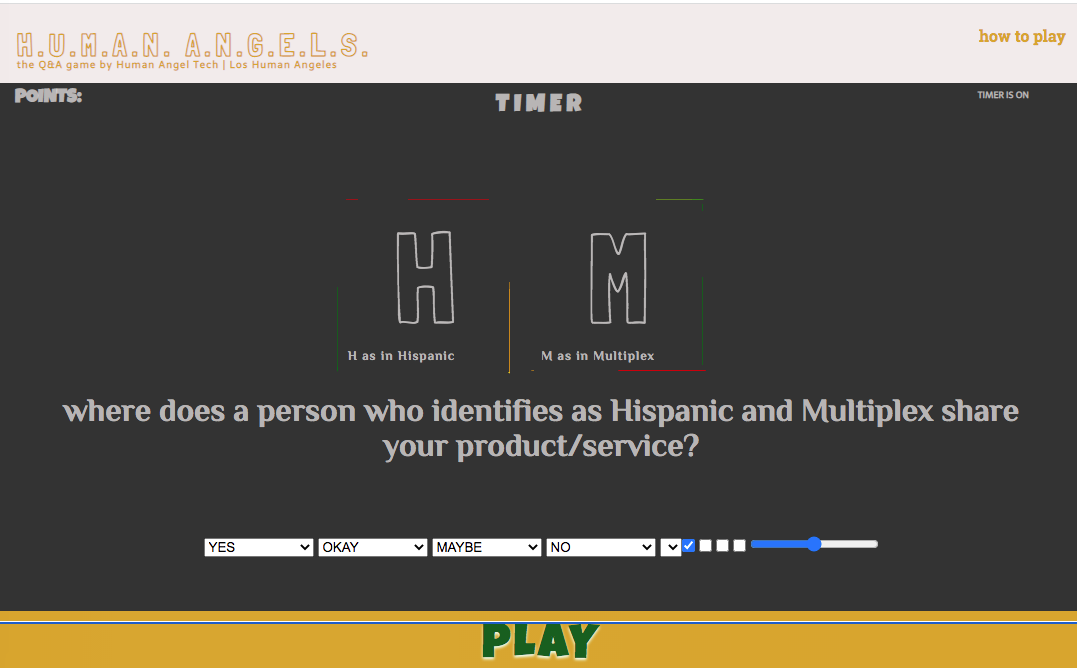 H.U.M.A.N. A.N.G.E.L.S.
the Q&A game by Human Angel Tech | Los Human Angeles
how to play
POINTS:
TIMER
TIMER IS ON
H M
H as in Hispanic
M as in Multiplex
where does a person who identifies as Hispanic and Multiplex share
your product/service?
YES OKAY MAYBE NO
PLAY